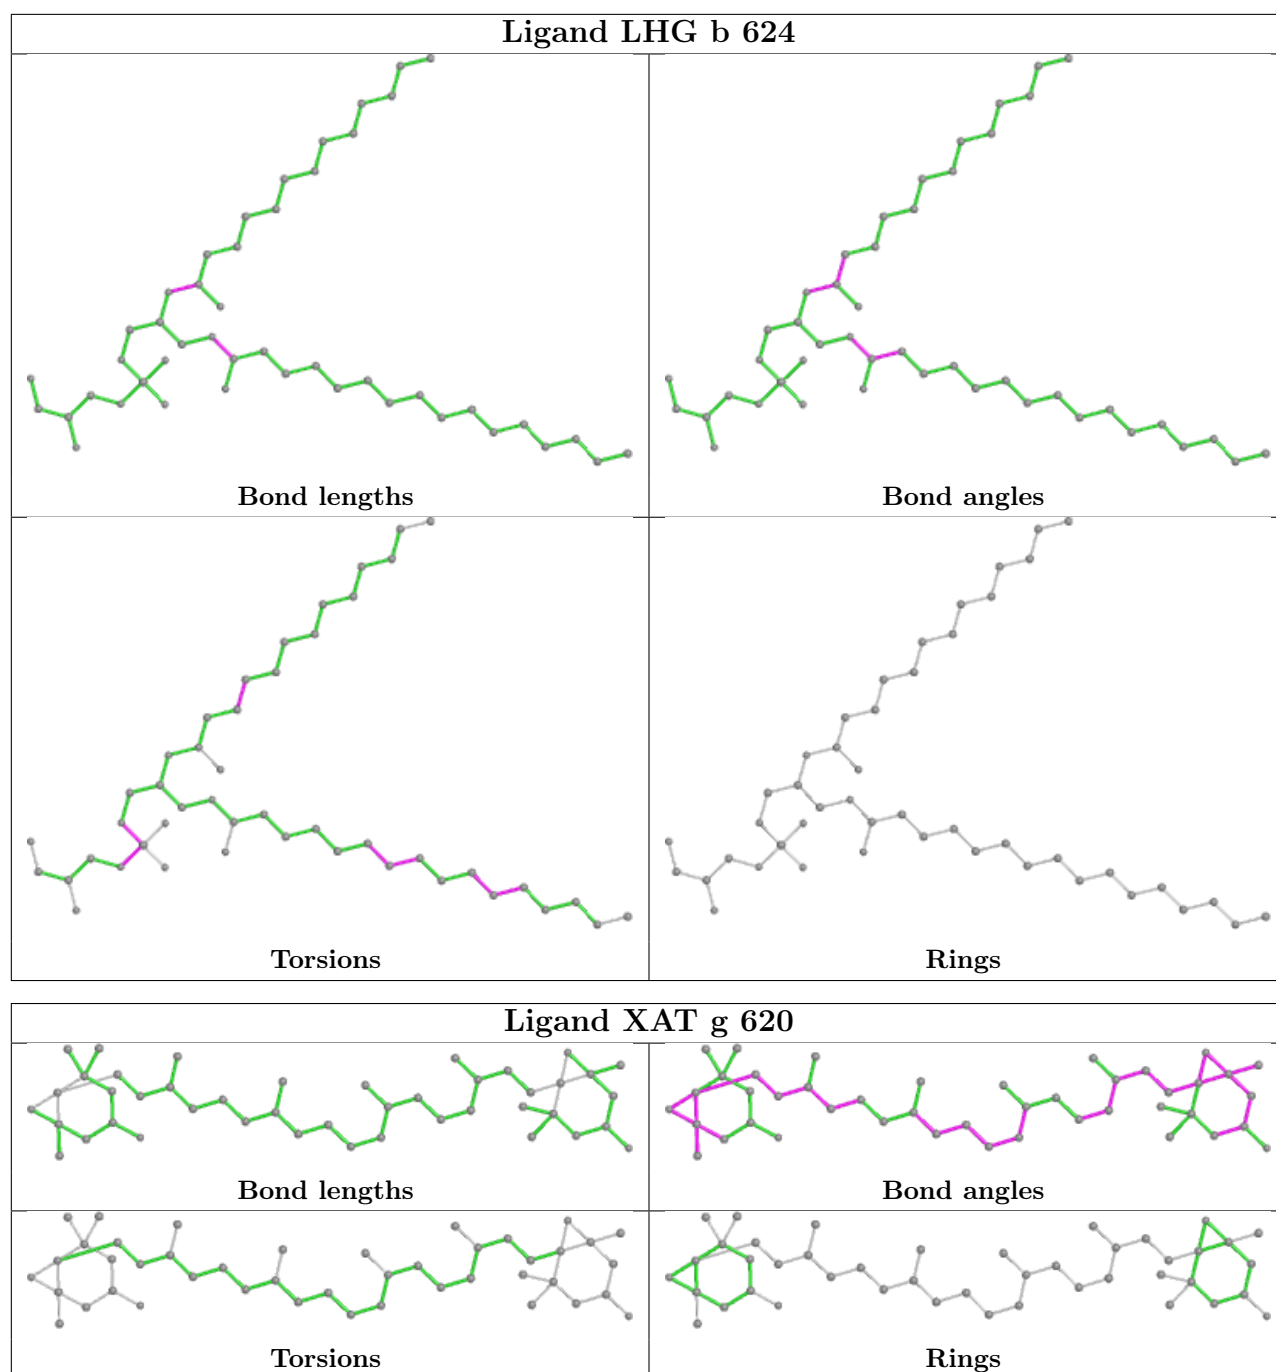 Ligand LHG b 624
Bond lengths
Bond angles
Torsions
Rings
Ligand XAT g 620
Bond lengths
Bond angles
Torsions
Rings